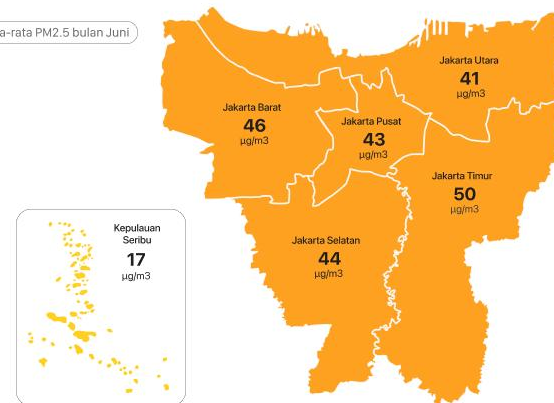 a-rata PM2.5 bulan Juni
Jakarta Utara
41
µg/m3
Jakarta Barat
46
µg/m3
Jakarta Pusat
43
µg/m3
Jakarta Timur
50
µg/m3
Kepulauan
Seribu
17
µg/m3
Jakarta Selatan
44
µg/m3